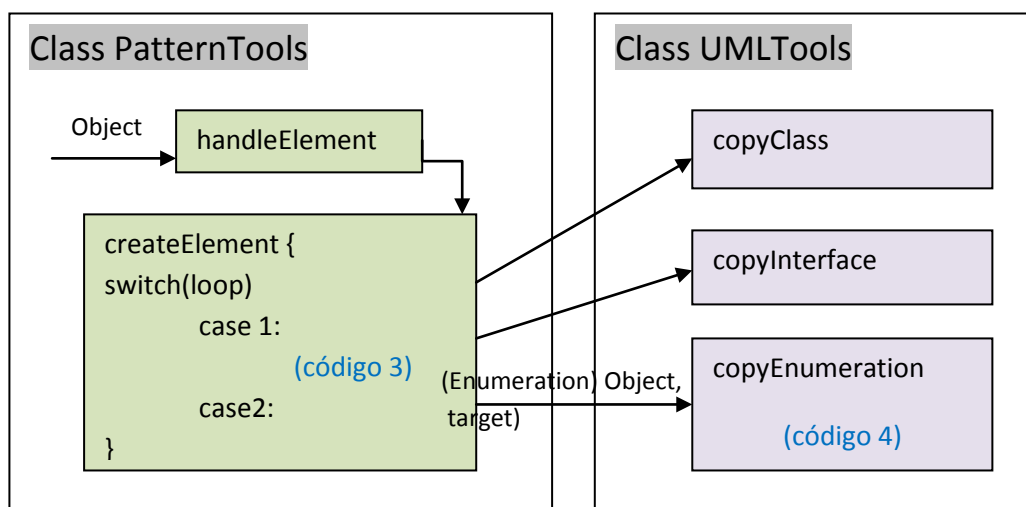 Class PatternTools
Object
handleElement
createElement {
switch(loop)
case 1:
(código 3)
case2:
}
(Enumeration) Object,
target)
Class UMLTools
copyClass
copyInterface
copyEnumeration
(código 4)